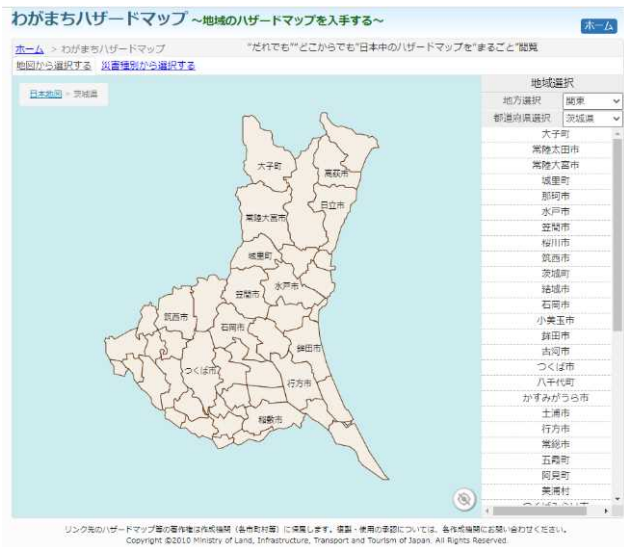 わがまちハザードマップ ～地域のハザードマップを入手する～
ホーム
ホーム > わがまちハザードマップ
"だれでも""どこからでも"日本中のハザードマップを"まるごと"閲覧
地図から選択する 災害種別から選択する
日本地図 > 茨城県
大子町
高萩市
日立市
常陸大宮市
城里町
水戸市
笠間市
筑西市
石岡市
鉾田市
つくば市
行方市
稲敷市
地域選択
地方選択 関東
都道府県選択 茨城県
大子町
常陸太田市
常陸大宮市
城里町
那珂市
水戸市
笠間市
桜川市
筑西市
茨城町
結城市
石岡市
小美玉市
鉾田市
古河市
つくば市
八千代町
かすみがうら市
土浦市
行方市
常総市
五霞町
阿見町
美浦村
つくばみらい市
リンク先のハザードマップ等の著作権は作成機関（各市町村等）に帰属します。複製・使用の承認については、各作成機関にお問い合わせください。
Copyright ©2010 Ministry of Land, Infrastructure, Transport and Tourism of Japan. All Rights Reserved.